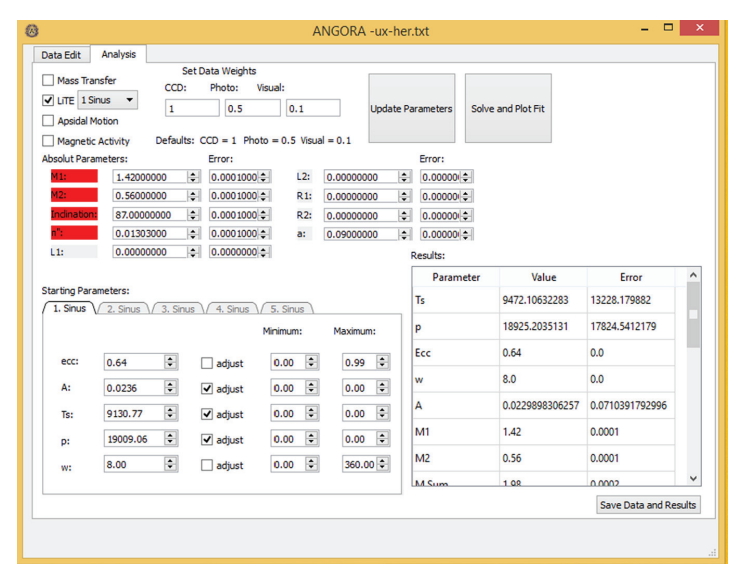 ANGORA -ux-her.txt
Data Edit Analysis
Set Data Weights
Mass Transfer CCD: Photo: Visual:
LiTE 1 Sinus 1 0.5 0.1 Update Parameters Solve and Plot Fit
Apsidal Motion
Magnetic Activity Defaults: CCD = 1 Photo = 0.5 Visual = 0.1
Absolut Parameters: Error: Error:
M1: 1.42000000 0.0001000 L2: 0.00000000 0.00000
M2: 0.56000000 0.0001000 R1: 0.00000000 0.00000
Inclination: 87.00000000 0.0001000 R2: 0.00000000 0.00000
n": 0.01303000 0.0001000 a: 0.09000000 0.00000
L1: 0.00000000 0.0000000
Results:
Parameter Value Error
Starting Parameters:
1. Sinus 2. Sinus 3. Sinus 4. Sinus 5. Sinus
Minimum: Maximum:
ecc: 0.64 adjust 0.00 0.99
A: 0.0236 adjust 0.00 0.00
Ts: 9130.77 adjust 0.00 0.00
p: 19009.06 adjust 0.00 0.00
w: 8.00 adjust 0.00 360.00
Ts 9472.10632283 13228.179882
p 18925.2035131 17824.5412179
Ecc 0.64 0.0
w 8.0 0.0
A 0.0229898306257 0.0710391792996
M1 1.42 0.0001
M2 0.56 0.0001
M Sum 1.98 0.0002
Save Data and Results